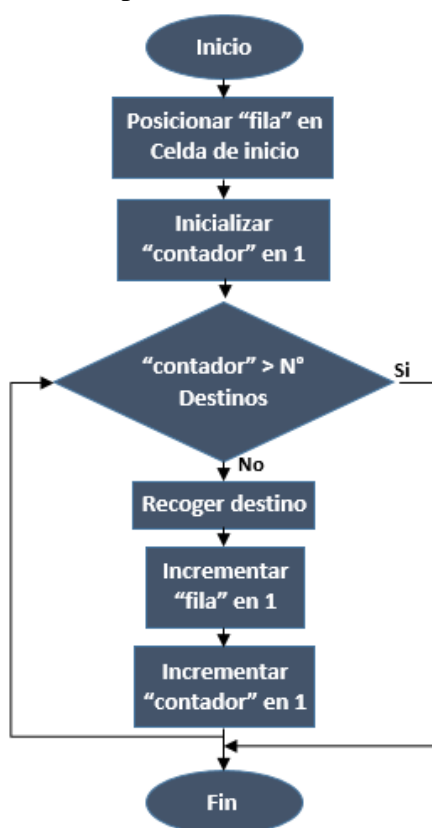 Inicio
Posicionar “fila” en
Celda de inicio
Inicializar
“contador” en 1
“contador” > N°
Destinos
Si
No
Recoger destino
Incrementar
“fila” en 1
Incrementar
“contador” en 1
Fin